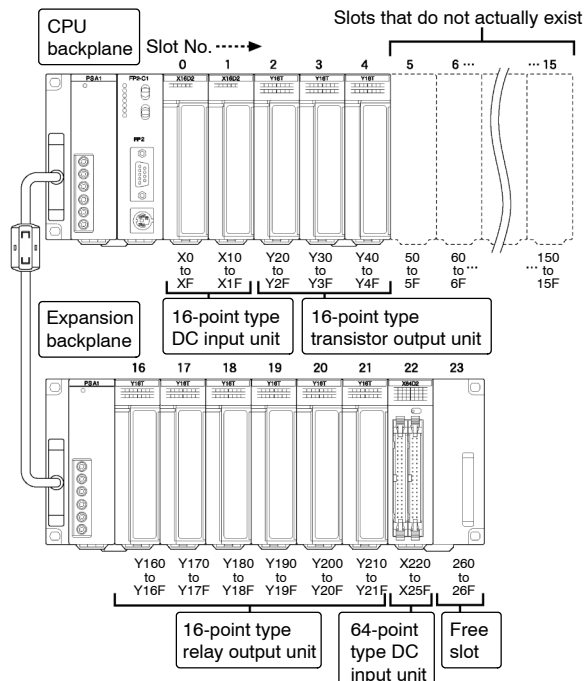 CPU
backplane
Slots that do not actually exist
Slot No.
0 1 2 3 4 5 6 ··· ··· 15
PSA1 FP2-C1 X16D2 X16D2 Y16T Y16T Y16T
FP2
X0 to XF
X10 to X1F
Y20 to Y2F
Y30 to Y3F
Y40 to Y4F
50 to 5F
60 to 6F
···
··· 150 to 15F
16-point type
DC input unit
16-point type
transistor output unit
Expansion
backplane
16 17 18 19 20 21 22 23
PSA1 Y16T Y16T Y16T Y16T Y16T Y16T X64D2
Y160 to Y16F
Y170 to Y17F
Y180 to Y18F
Y190 to Y19F
Y200 to Y20F
Y210 to Y21F
X220 to X25F
260 to 26F
16-point type
relay output unit
64-point
type DC
input unit
Free
slot